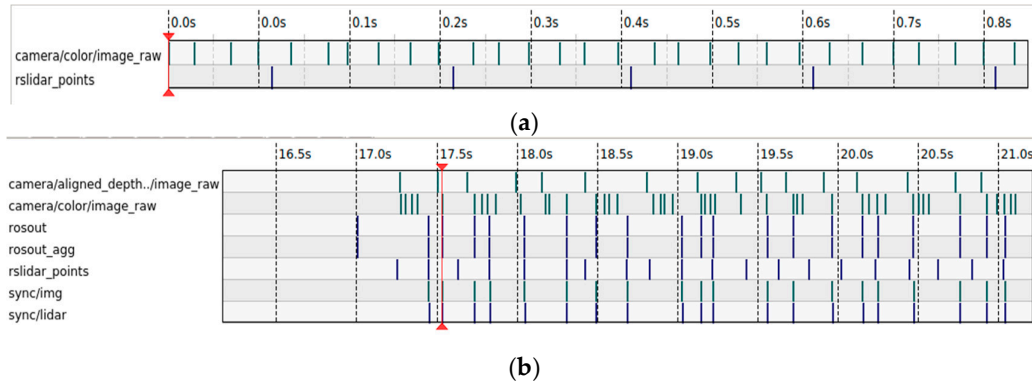 0.0s 0.0s 0.1s 0.2s 0.3s 0.4s 0.5s 0.6s 0.7s 0.8s
camera/color/image_raw
rslidar_points
(a)
16.5s 17.0s 17.5s 18.0s 18.5s 19.0s 19.5s 20.0s 20.5s 21.0s
camera/aligned_depth../image_raw
camera/color/image_raw
rosout
rosout_agg
rslidar_points
sync/img
sync/lidar
(b)